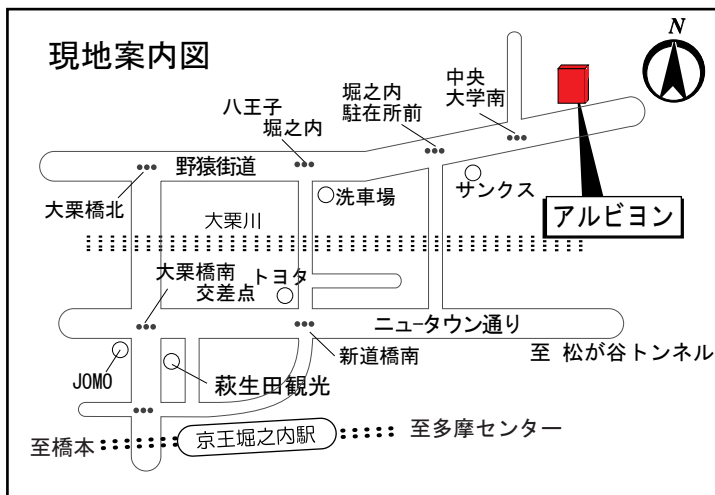 現地案内図
N
中央
大学南
堀之内
駐在所前
八王子
堀之内
野猿街道
サンクス
洗車場
大栗橋北
アルビヨン
大栗川
大栗橋南
交差点
トヨタ
ニュータウン通り
新道橋南
至 松が谷トンネル
JOMO
萩生田観光
京王堀之内駅
至多摩センター
至橋本